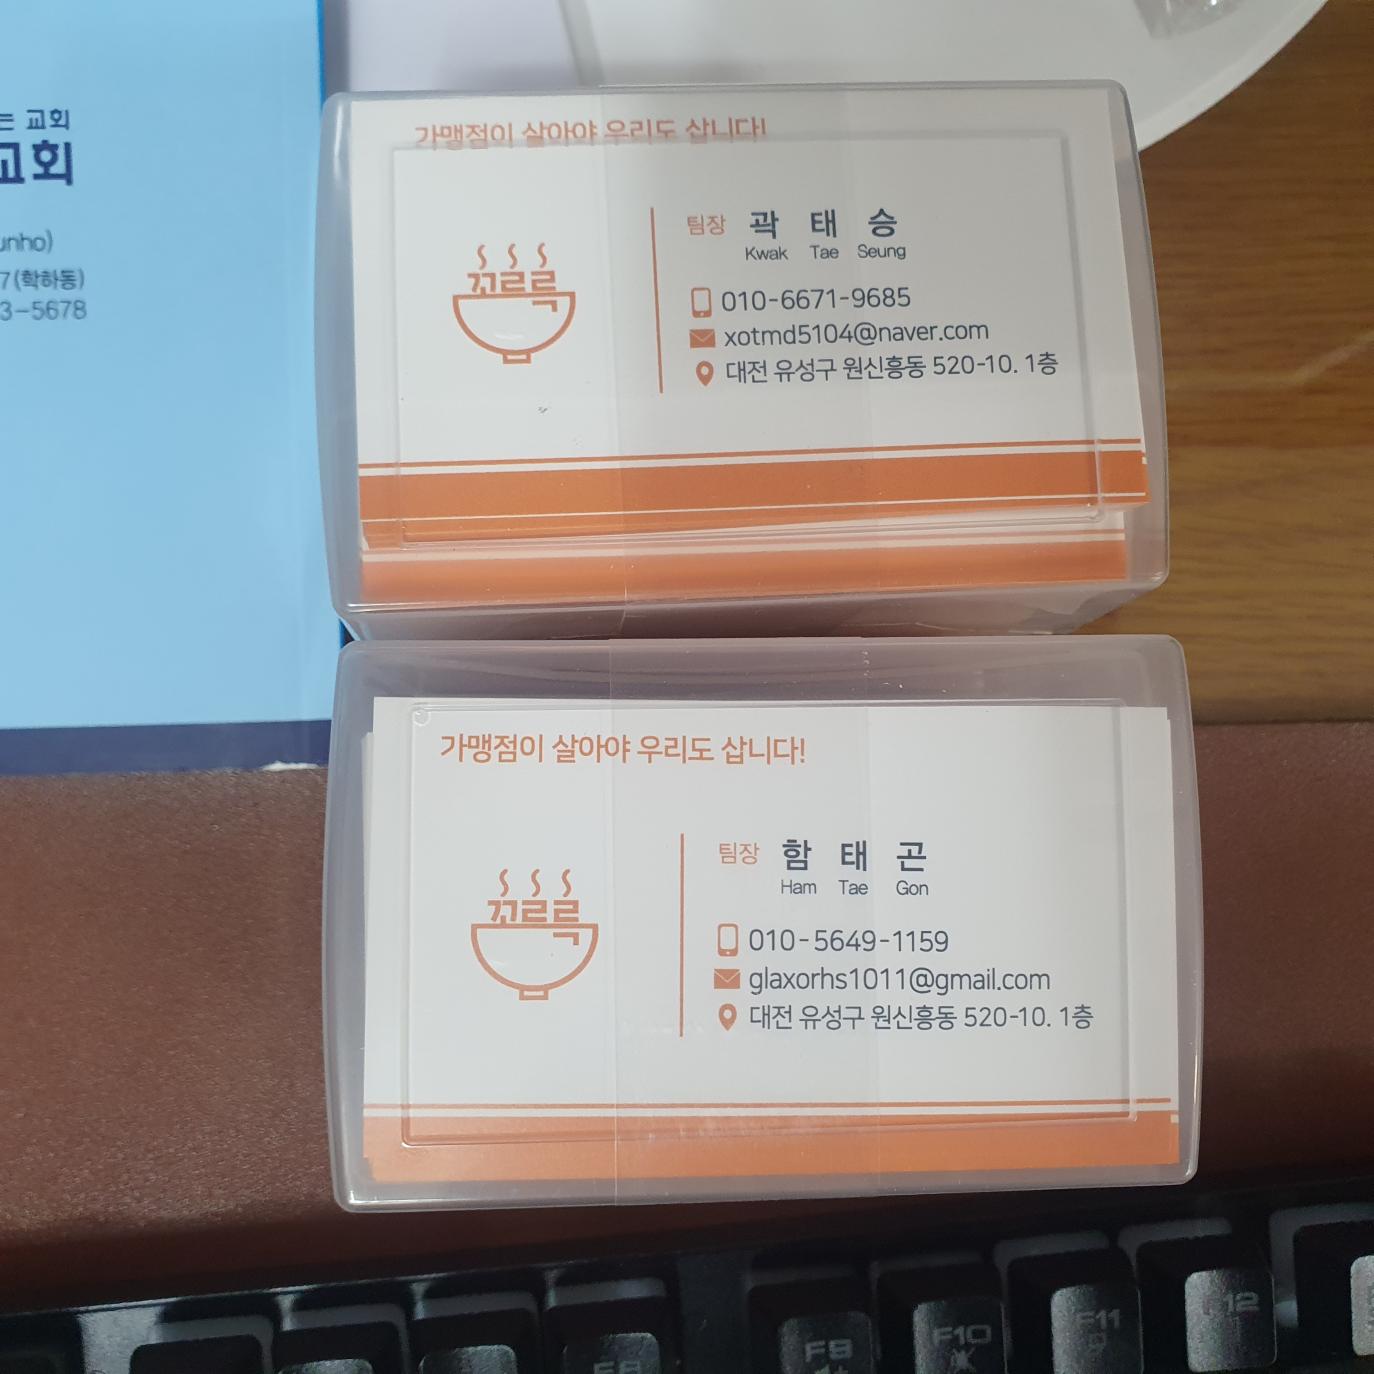 는 교회
교회
unho)
7(학하동)
3-5678
가맹점이 살아야 우리도 삽니다!
꼬르륵
팀장 곽 태 승
Kwak Tae Seung
010-6671-9685
xotmd5104@naver.com
대전 유성구 원신흥동 520-10. 1층
가맹점이 살아야 우리도 삽니다!
꼬르륵
팀장 함 태 곤
Ham Tae Gon
010-5649-1159
glaxorhs1011@gmail.com
대전 유성구 원신흥동 520-10. 1층
F9 F10 F11 F12